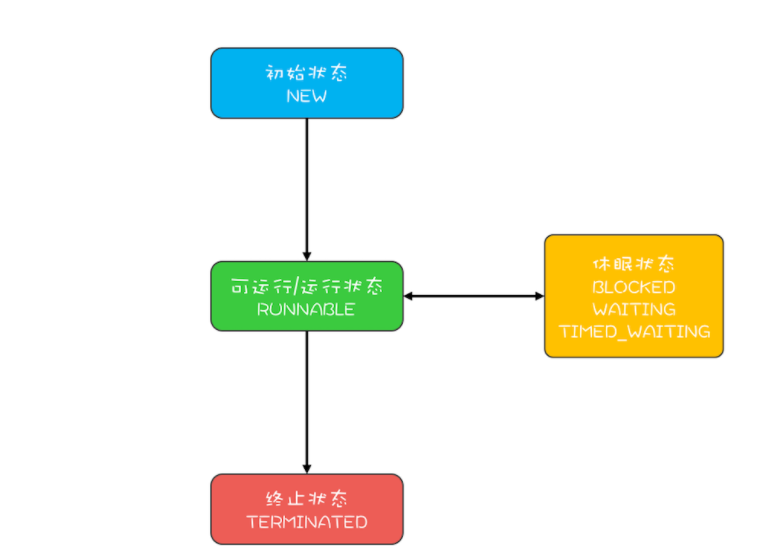 初始状态
NEW
可运行/运行状态
RUNNABLE
休眠状态
BLOCKED
WAITING
TIMED_WAITING
终止状态
TERMINATED